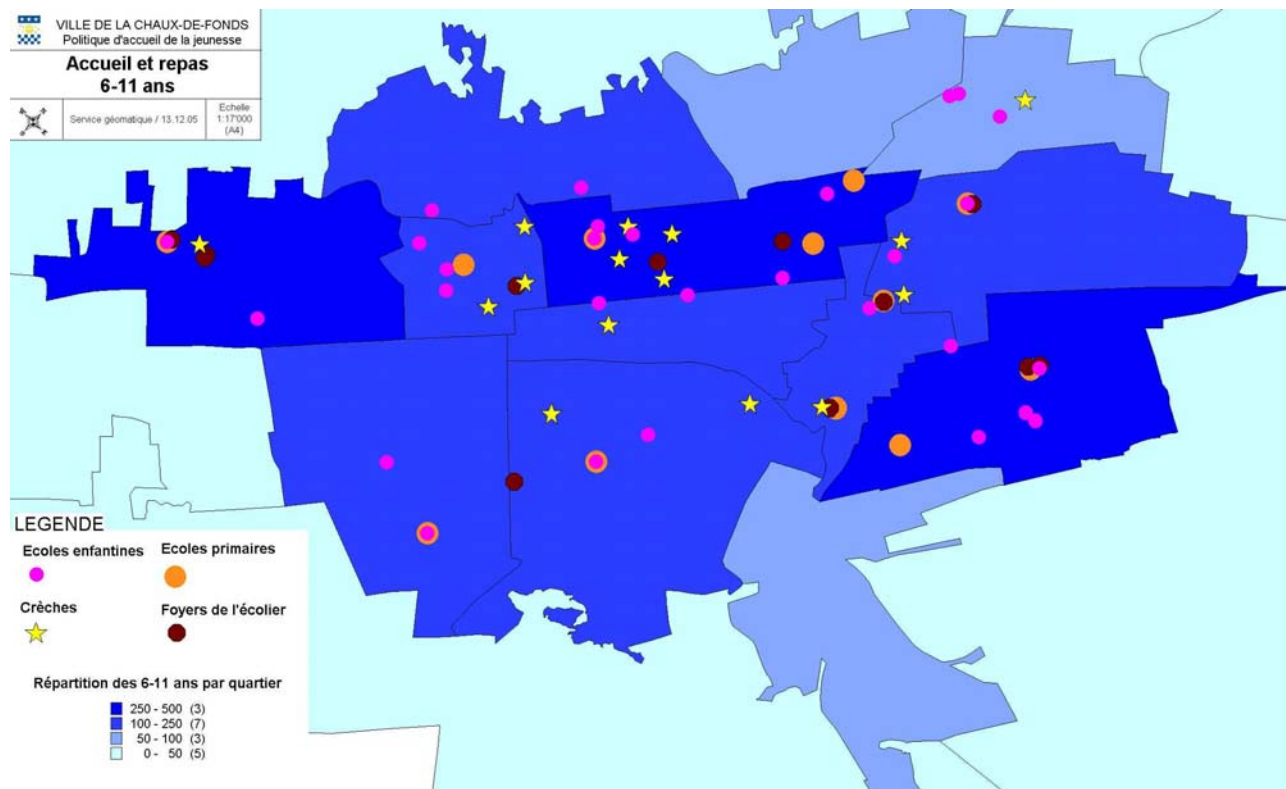 VILLE DE LA CHAUX-DE-FONDS
Politique d'accueil de la jeunesse
Accueil et repas
6-11 ans
Service géomatique / 13.12.05
Echelle
1:17'000
(A4)
LEGENDE
Ecoles enfantines
Ecoles primaires
Crèches
Foyers de l'écolier
Répartition des 6-11 ans par quartier
250 - 500 (3)
100 - 250 (7)
50 - 100 (3)
0 - 50 (5)